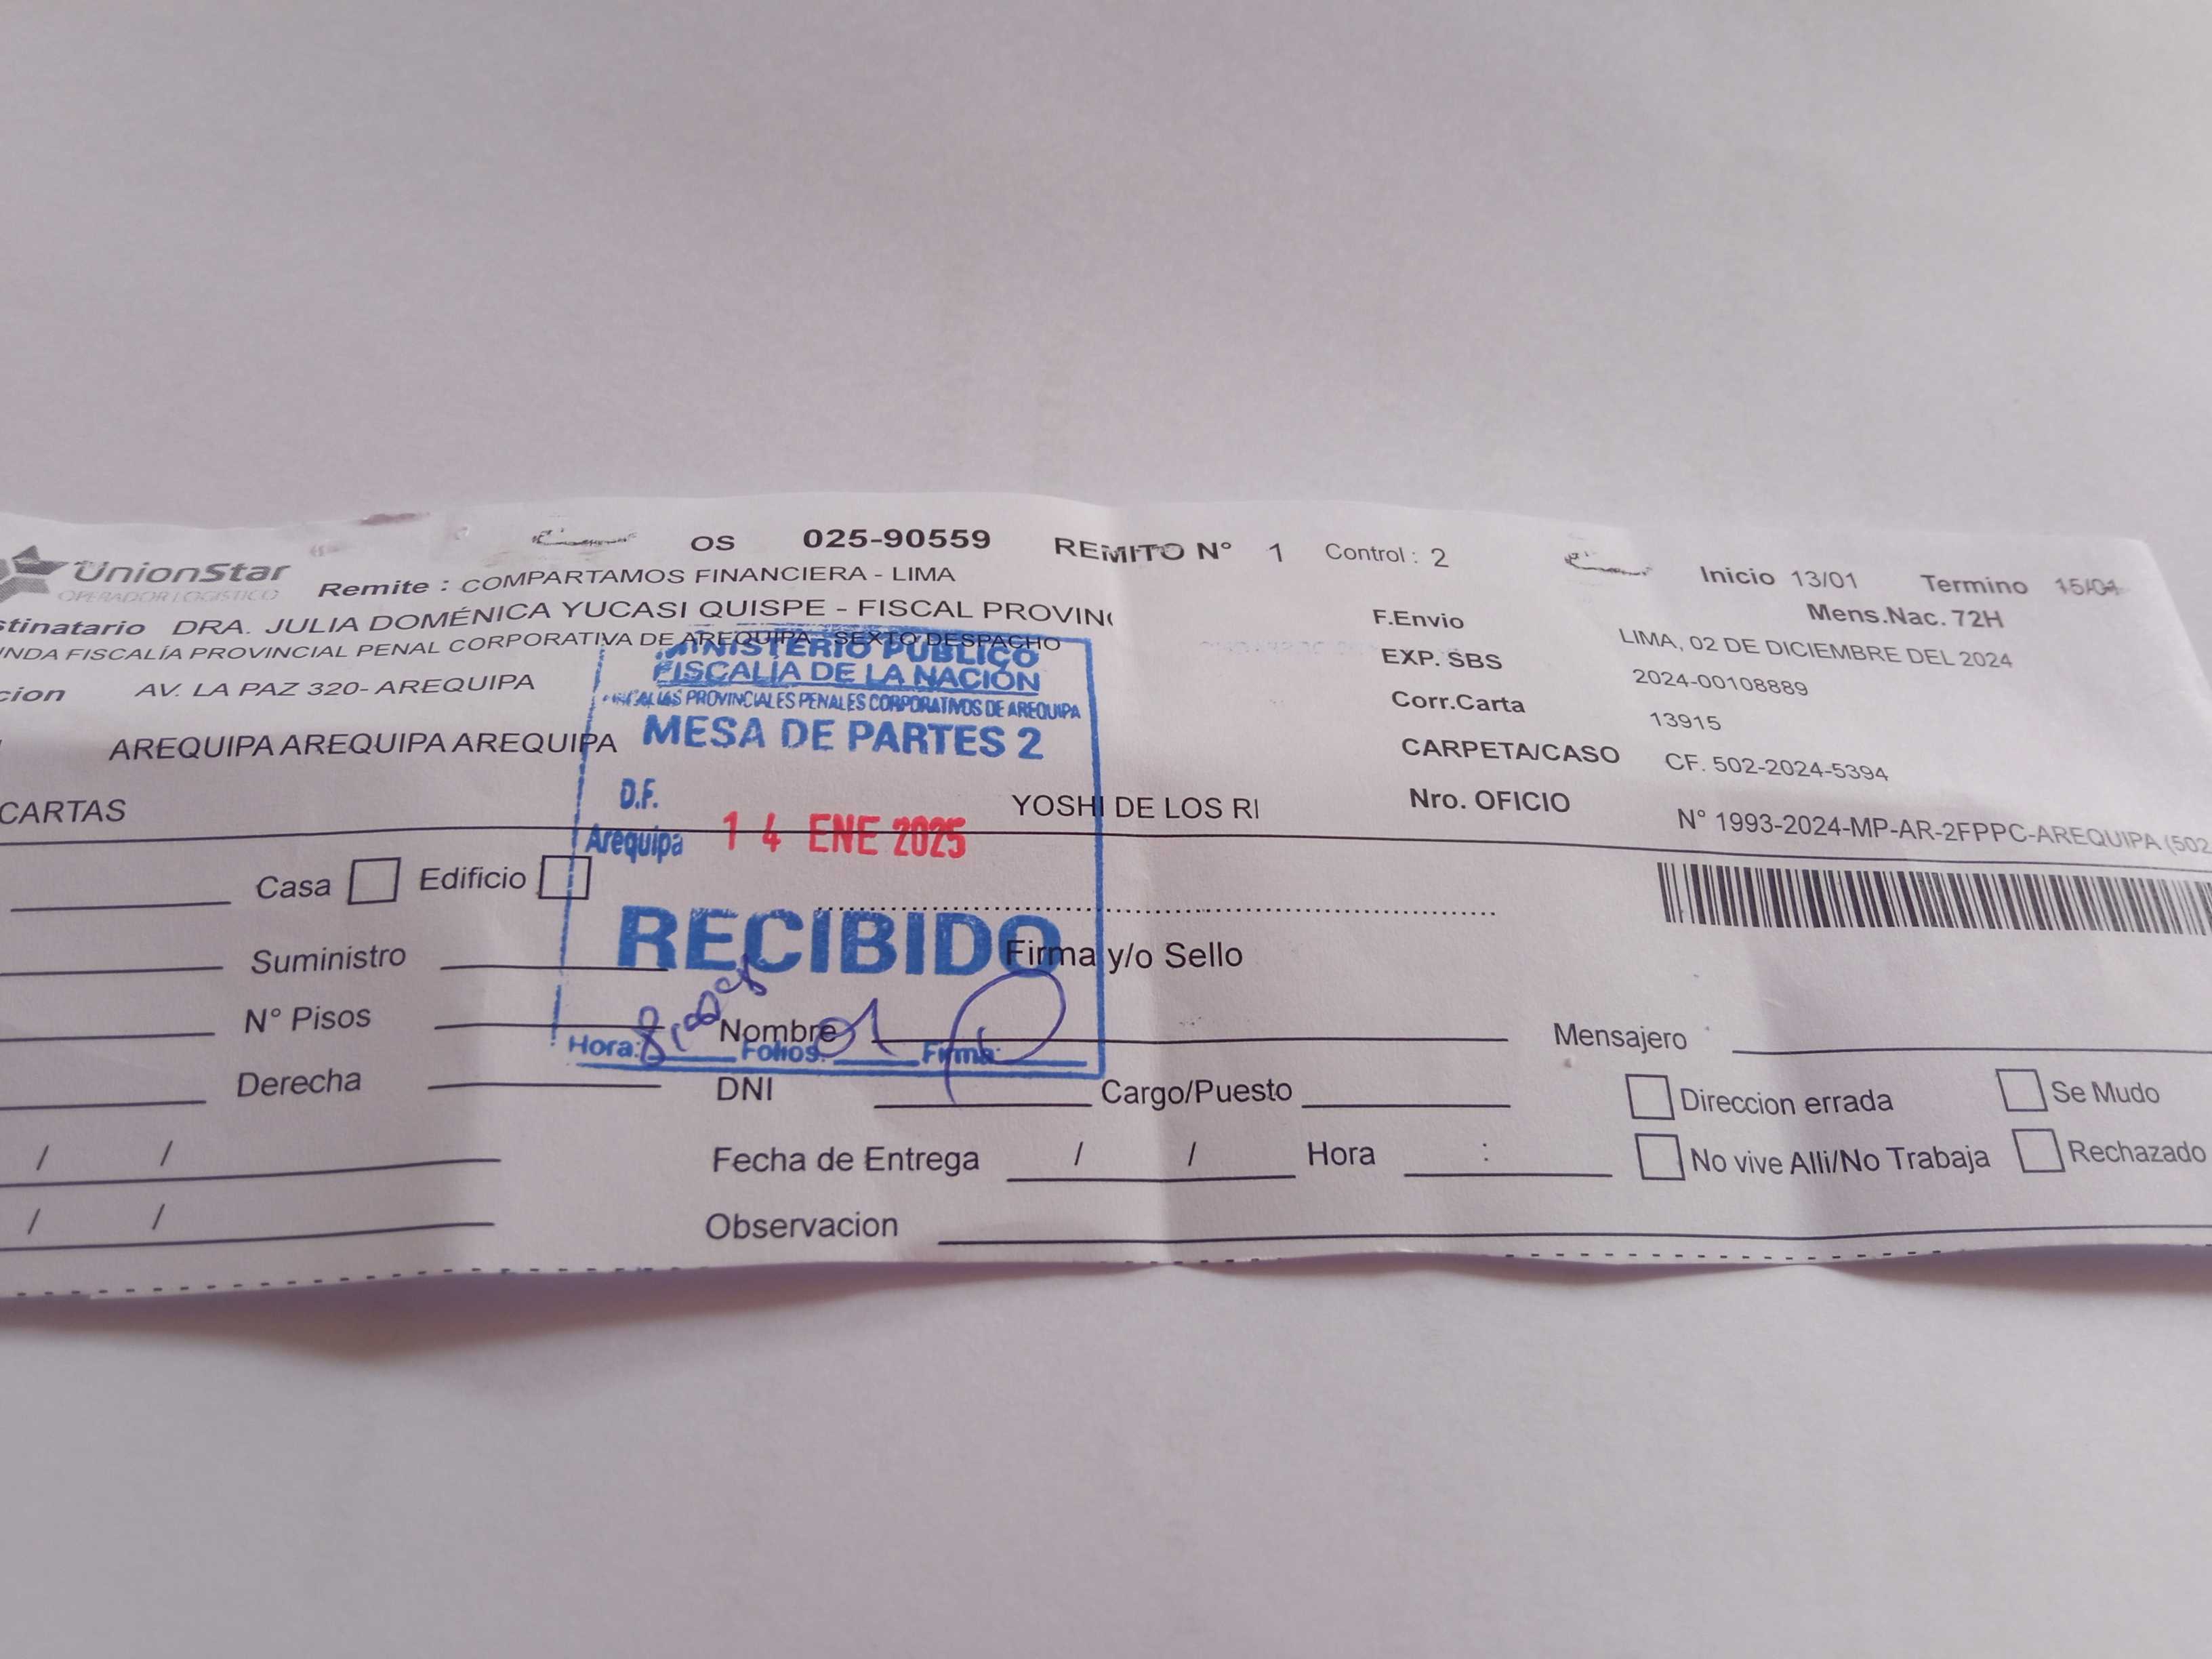 OS 025-90559 REMITO N° 1 Control : 2 Inicio 13/01 Termino 15/01
UnionStar
OPERADOR LOGISTICO
Remite : COMPARTAMOS FINANCIERA - LIMA
Mens.Nac. 72H
stinatario DRA. JULIA DOMÉNICA YUCASI QUISPE - FISCAL PROVIN
F.Envio LIMA, 02 DE DICIEMBRE DEL 2024
NDA FISCALÍA PROVINCIAL PENAL CORPORATIVA DE AREQUIPA - SEXTO DESPACHO
EXP. SBS 2024-00108889
cion AV. LA PAZ 320- AREQUIPA
Corr.Carta 13915
AREQUIPA AREQUIPA AREQUIPA
CARPETA/CASO CF. 502-2024-5394
CARTAS YOSHI DE LOS RI
Nro. OFICIO N° 1993-2024-MP-AR-2FPPC-AREQUIPA (502
MINISTERIO PÚBLICO
FISCALÍA DE LA NACIÓN
PROVINCIALES PENALES CORPORATIVOS DE AREQUIPA
MESA DE PARTES 2
D.F.
Arequipa 14 ENE 2025
RECIBIDO
Hora: Folios: 01 Firma:
Casa Edificio
Firma y/o Sello
Suministro
N° Pisos Nombre Mensajero
Derecha DNI Cargo/Puesto Direccion errada Se Mudo
/ / Fecha de Entrega / / Hora : No vive Alli/No Trabaja Rechazado
/ / Observacion